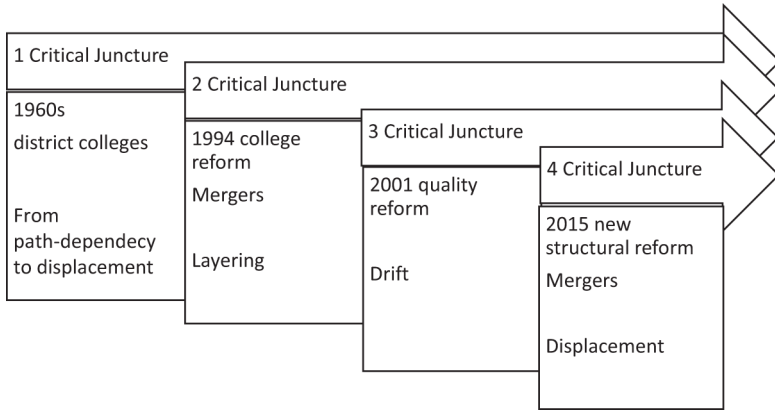 1 Critical Juncture
1960s
district colleges
From
path-dependecy
to displacement
2 Critical Juncture
1994 college
reform
Mergers
Layering
3 Critical Juncture
2001 quality
reform
Drift
4 Critical Juncture
2015 new
structural reform
Mergers
Displacement